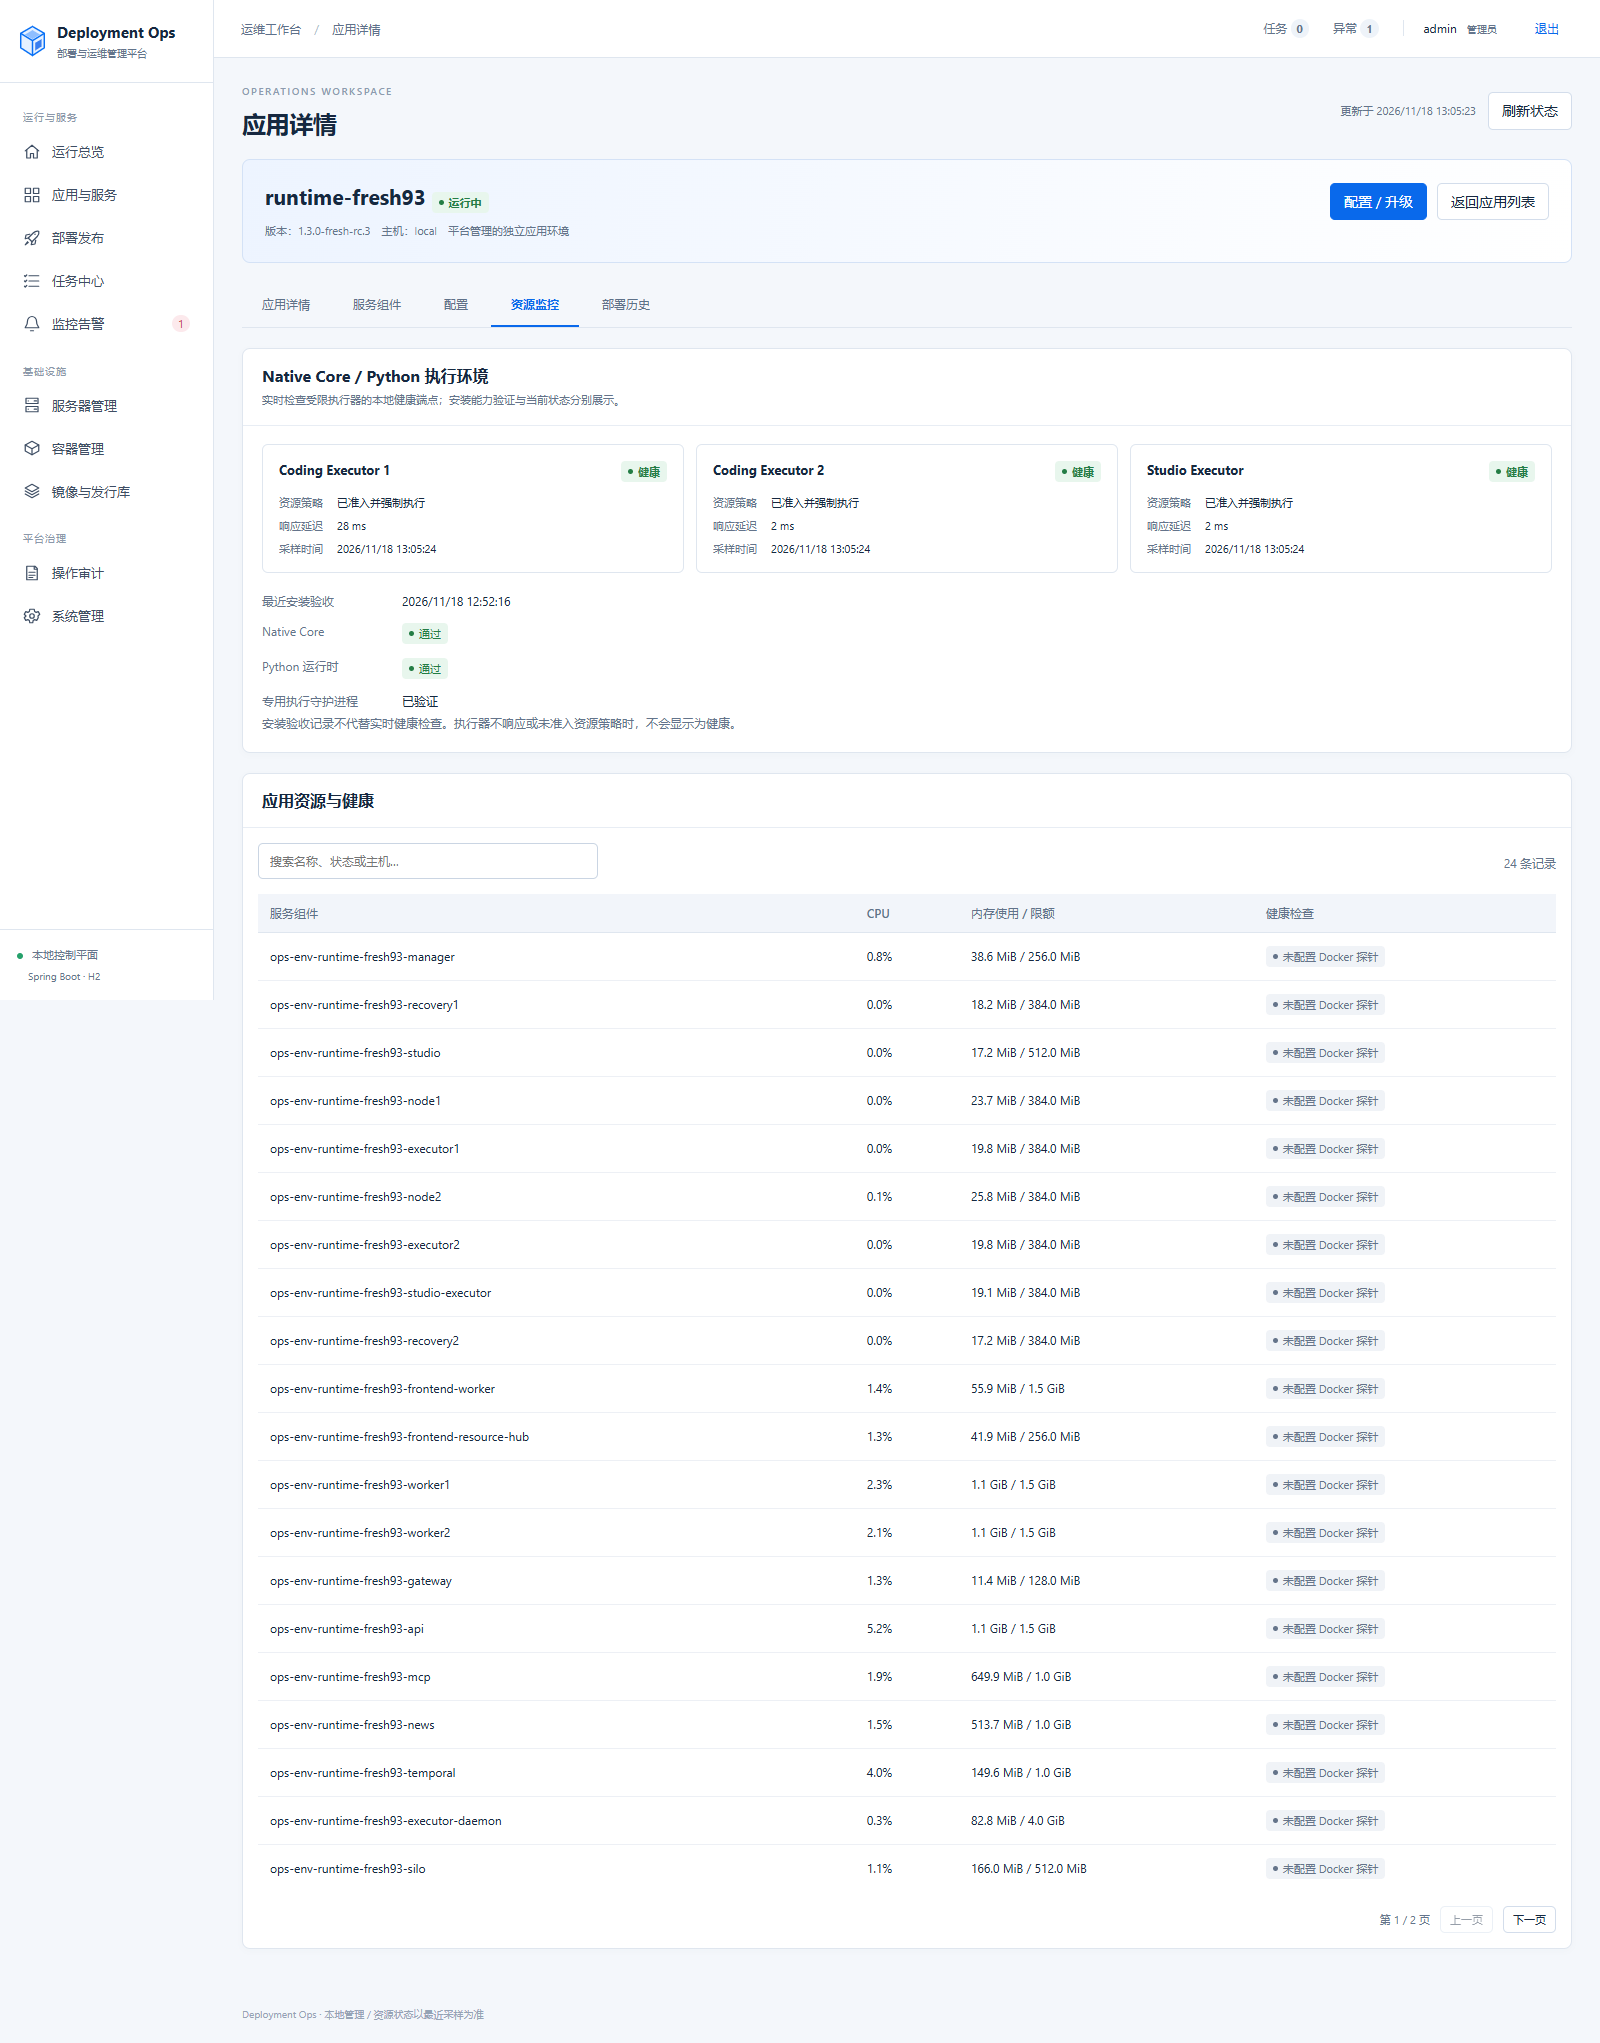 Deployment Ops
部署与运维管理平台
运行与服务
运行总览
应用与服务
部署发布
任务中心
监控告警 1
基础设施
服务器管理
容器管理
镜像与发行库
平台治理
操作审计
系统管理
本地控制平面
Spring Boot · H2
运维工作台 / 应用详情
任务 0 异常 1 admin 管理员 退出
OPERATIONS WORKSPACE
应用详情
更新于 2026/11/18 13:05:23 刷新状态
runtime-fresh93 运行中
版本：1.3.0-fresh-rc.3 主机：local 平台管理的独立应用环境
配置 / 升级 返回应用列表
应用详情 服务组件 配置 资源监控 部署历史
Native Core / Python 执行环境
实时检查受限执行器的本地健康端点；安装能力验证与当前状态分别展示。
Coding Executor 1 健康
资源策略 已准入并强制执行
响应延迟 28 ms
采样时间 2026/11/18 13:05:24
Coding Executor 2 健康
资源策略 已准入并强制执行
响应延迟 2 ms
采样时间 2026/11/18 13:05:24
Studio Executor 健康
资源策略 已准入并强制执行
响应延迟 2 ms
采样时间 2026/11/18 13:05:24
最近安装验收 2026/11/18 12:52:16
Native Core 通过
Python 运行时 通过
专用执行守护进程 已验证
安装验收记录不代替实时健康检查。执行器不响应或未准入资源策略时，不会显示为健康。
应用资源与健康
搜索名称、状态或主机... 24 条记录
服务组件 CPU 内存使用 / 限额 健康检查
ops-env-runtime-fresh93-manager 0.8% 38.6 MiB / 256.0 MiB 未配置 Docker 探针
ops-env-runtime-fresh93-recovery1 0.0% 18.2 MiB / 384.0 MiB 未配置 Docker 探针
ops-env-runtime-fresh93-studio 0.0% 17.2 MiB / 512.0 MiB 未配置 Docker 探针
ops-env-runtime-fresh93-node1 0.0% 23.7 MiB / 384.0 MiB 未配置 Docker 探针
ops-env-runtime-fresh93-executor1 0.0% 19.8 MiB / 384.0 MiB 未配置 Docker 探针
ops-env-runtime-fresh93-node2 0.1% 25.8 MiB / 384.0 MiB 未配置 Docker 探针
ops-env-runtime-fresh93-executor2 0.0% 19.8 MiB / 384.0 MiB 未配置 Docker 探针
ops-env-runtime-fresh93-studio-executor 0.0% 19.1 MiB / 384.0 MiB 未配置 Docker 探针
ops-env-runtime-fresh93-recovery2 0.0% 17.2 MiB / 384.0 MiB 未配置 Docker 探针
ops-env-runtime-fresh93-frontend-worker 1.4% 55.9 MiB / 1.5 GiB 未配置 Docker 探针
ops-env-runtime-fresh93-frontend-resource-hub 1.3% 41.9 MiB / 256.0 MiB 未配置 Docker 探针
ops-env-runtime-fresh93-worker1 2.3% 1.1 GiB / 1.5 GiB 未配置 Docker 探针
ops-env-runtime-fresh93-worker2 2.1% 1.1 GiB / 1.5 GiB 未配置 Docker 探针
ops-env-runtime-fresh93-gateway 1.3% 11.4 MiB / 128.0 MiB 未配置 Docker 探针
ops-env-runtime-fresh93-api 5.2% 1.1 GiB / 1.5 GiB 未配置 Docker 探针
ops-env-runtime-fresh93-mcp 1.9% 649.9 MiB / 1.0 GiB 未配置 Docker 探针
ops-env-runtime-fresh93-news 1.5% 513.7 MiB / 1.0 GiB 未配置 Docker 探针
ops-env-runtime-fresh93-temporal 4.0% 149.6 MiB / 1.0 GiB 未配置 Docker 探针
ops-env-runtime-fresh93-executor-daemon 0.3% 82.8 MiB / 4.0 GiB 未配置 Docker 探针
ops-env-runtime-fresh93-silo 1.1% 166.0 MiB / 512.0 MiB 未配置 Docker 探针
第 1 / 2 页 上一页 下一页
Deployment Ops · 本地管理 / 资源状态以最近采样为准